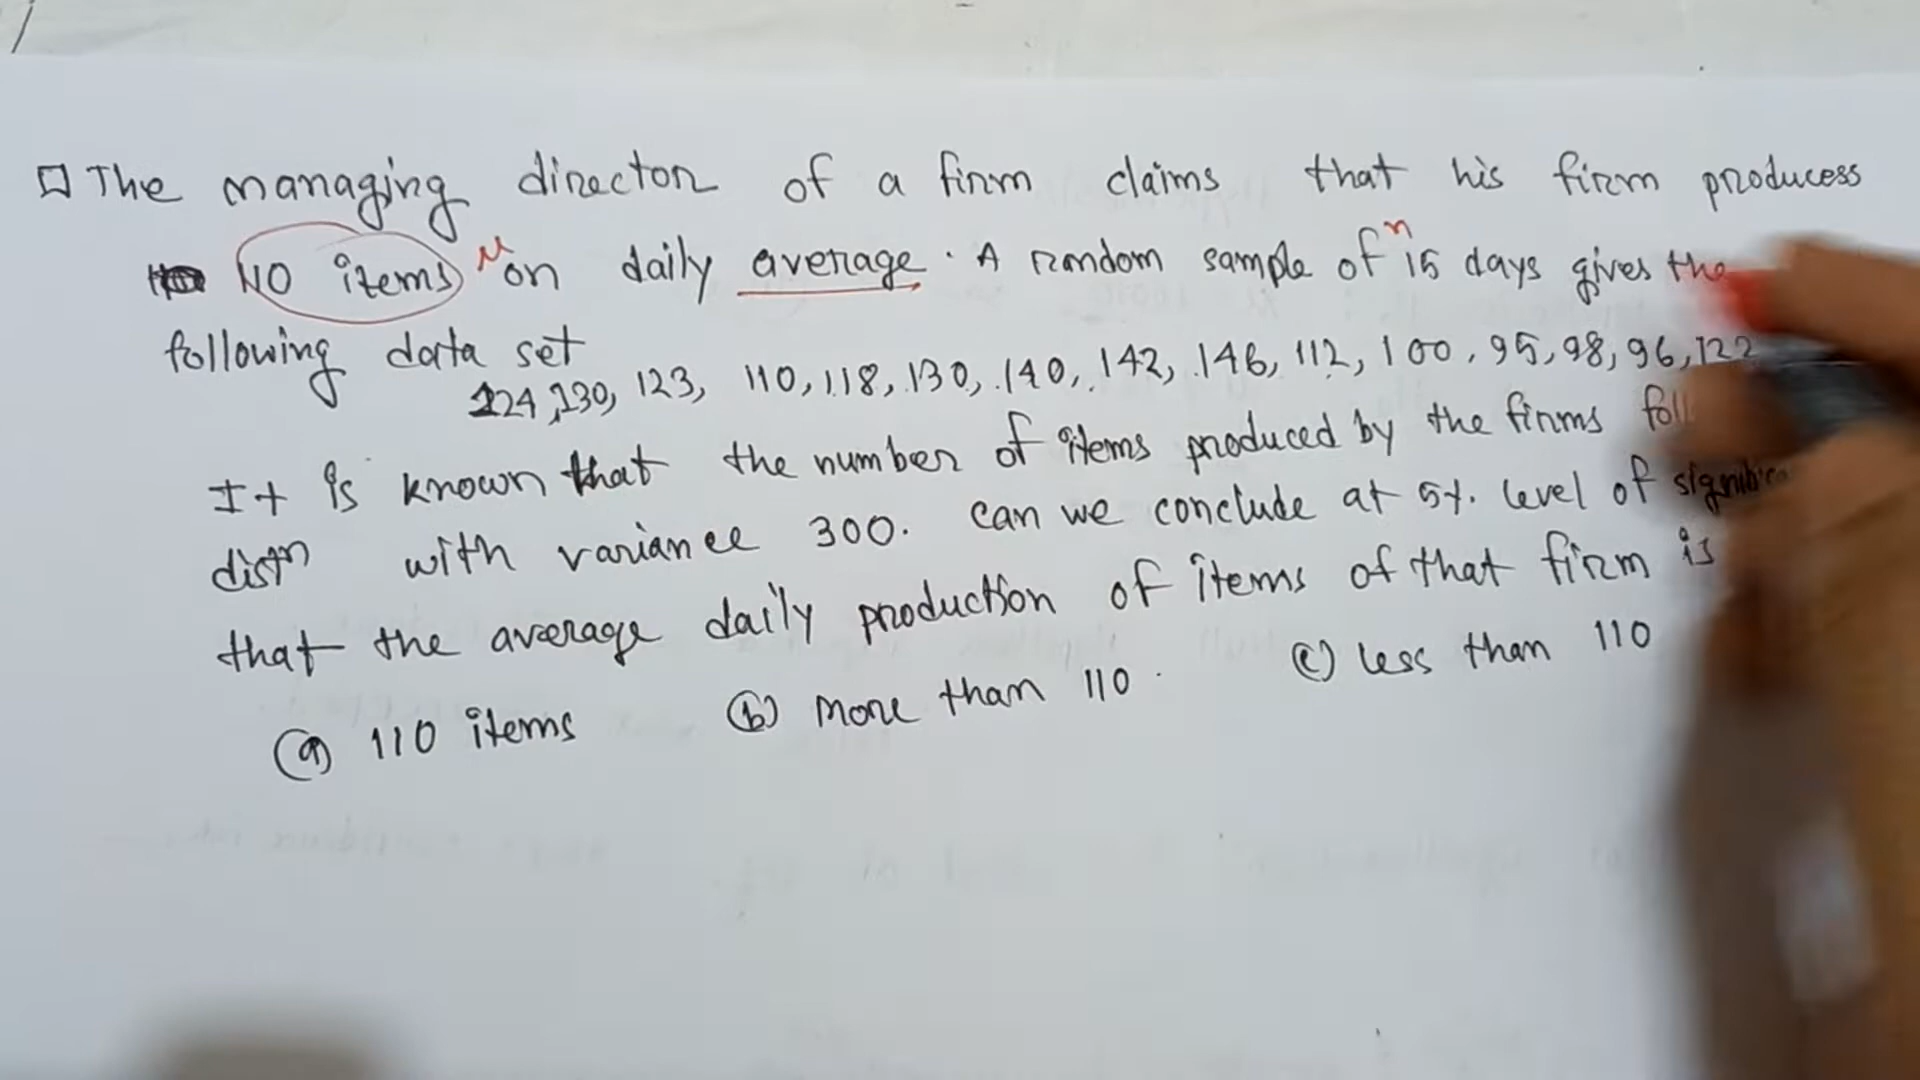 The managing director of a firm claims that his firm producess
110 items μ on daily average. A random sample of n 15 days gives the
following data set
124, 130, 123, 110, 118, 130, 140, 142, 146, 112, 100, 95, 98, 96, 122
It is known that the number of items produced by the firms
distn with variance 300. can we conclude at 5%. level of
that the average daily production of items of that firm is
(a) 110 items (b) more than 110. (c) less than 110